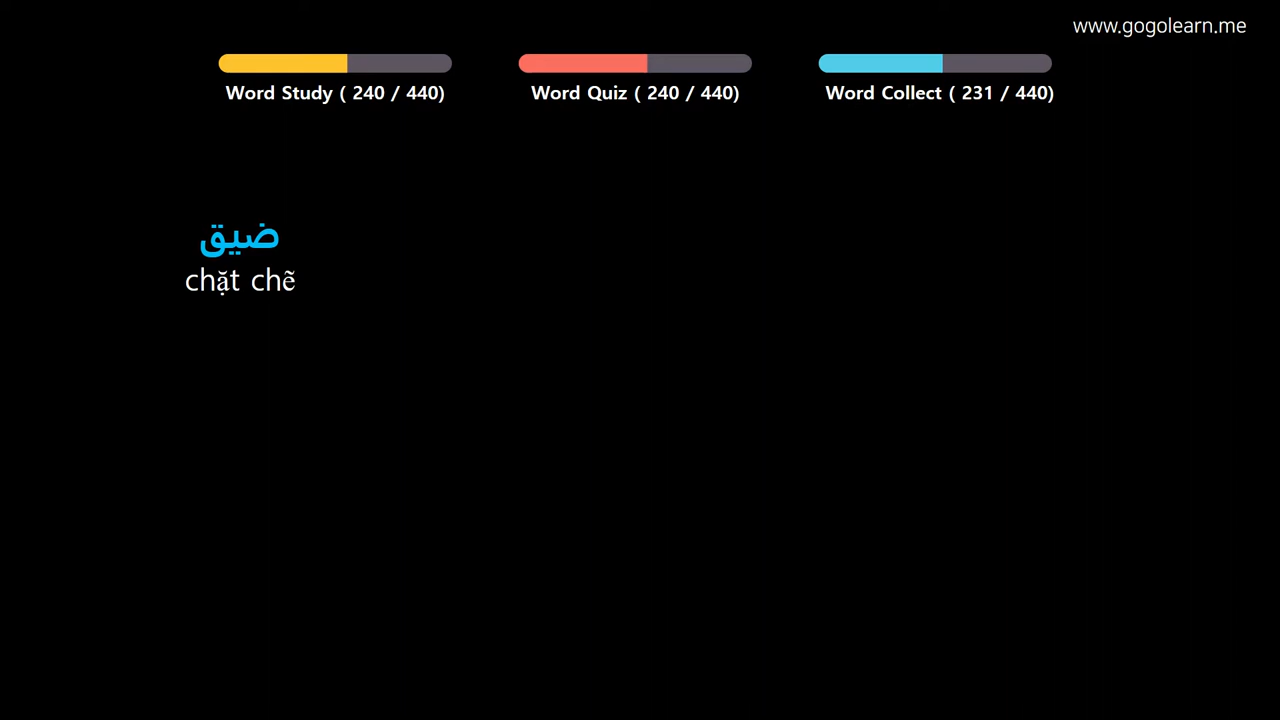 www.gogolearn.me
Word Study ( 240 / 440)
Word Quiz ( 240 / 440)
Word Collect ( 231 / 440)
ضيق
chặt chẽ